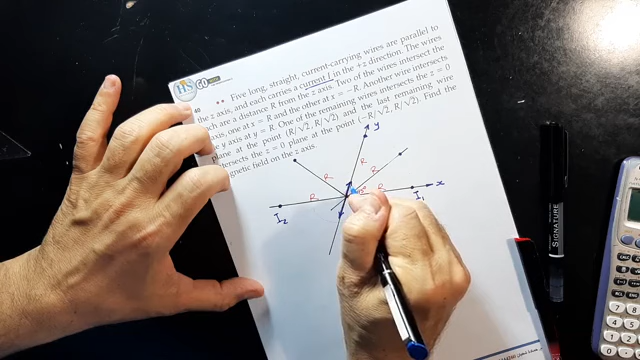 HS
GO
40
•• Five long, straight, current-carrying wires are parallel to
the z axis, and each carries a current I in the +z direction. The wires
each are a distance R from the z axis. Two of the wires intersect the
axis, one at x = R and the other at x = −R. Another wire intersects
the y axis at y = R. One of the remaining wires intersects the z = 0
plane at the point (R/√2, R/√2) and the last remaining wire
intersects the z = 0 plane at the point (−R/√2, R/√2). Find the
magnetic field on the z axis.
y
R
R
R
R
R
x
I₂
I₁
SIGNATURE